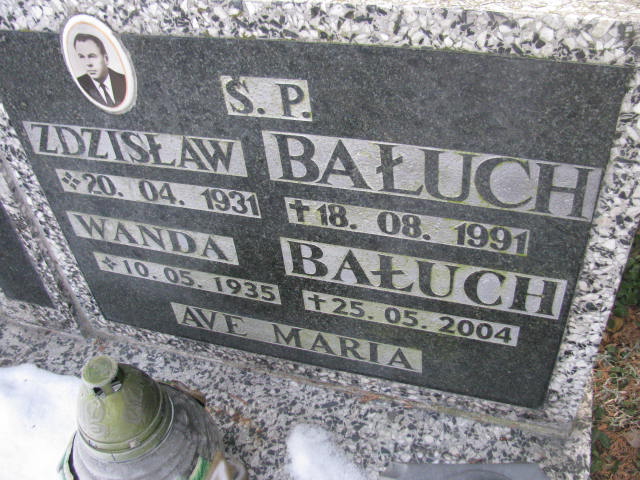 Ś. P.
ZDZISŁAW BAŁUCH
20. 04. 1931 †18. 08. 1991
WANDA BAŁUCH
10. 05. 1935 †25. 05. 2004
AVE MARIA